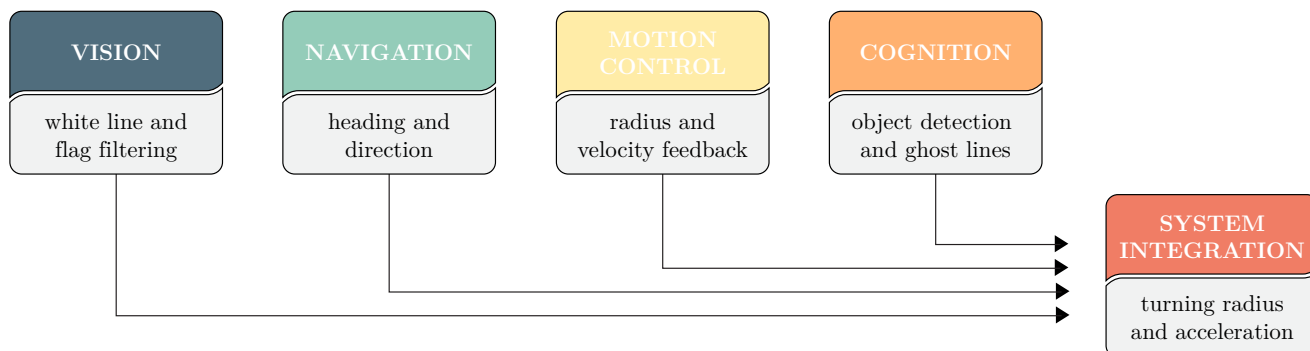 VISION
white line and
flag filtering
NAVIGATION
heading and
direction
MOTION
CONTROL
radius and
velocity feedback
COGNITION
object detection
and ghost lines
SYSTEM
INTEGRATION
turning radius
and acceleration